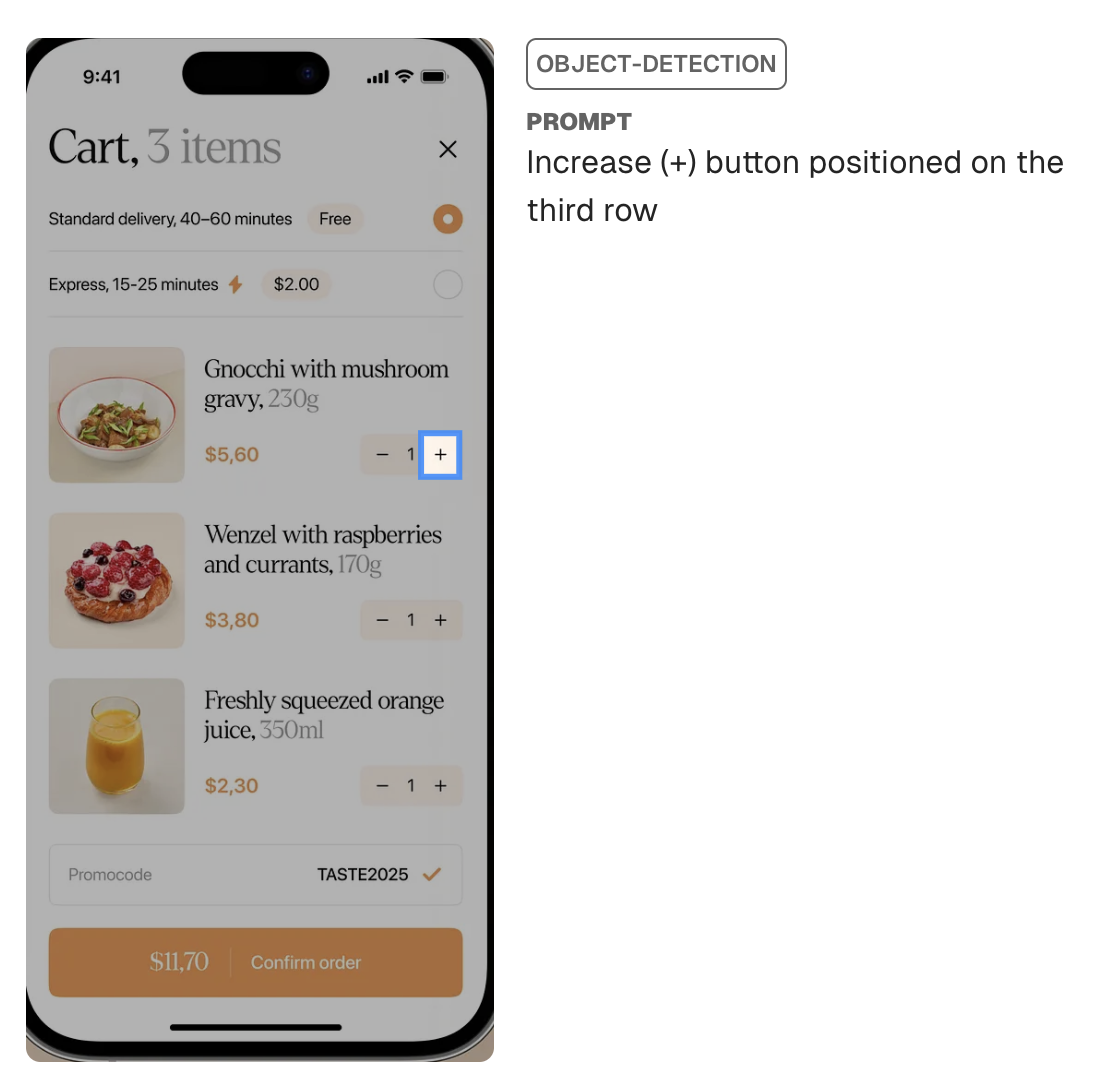 9:41
Cart, 3 items
Standard delivery, 40–60 minutes Free
Express, 15-25 minutes $2.00
Gnocchi with mushroom
gravy, 230g
$5,60 − 1 +
Wenzel with raspberries
and currants, 170g
$3,80 − 1 +
Freshly squeezed orange
juice, 350ml
$2,30 − 1 +
Promocode TASTE2025
$11,70 Confirm order
OBJECT-DETECTION
PROMPT
Increase (+) button positioned on the
third row